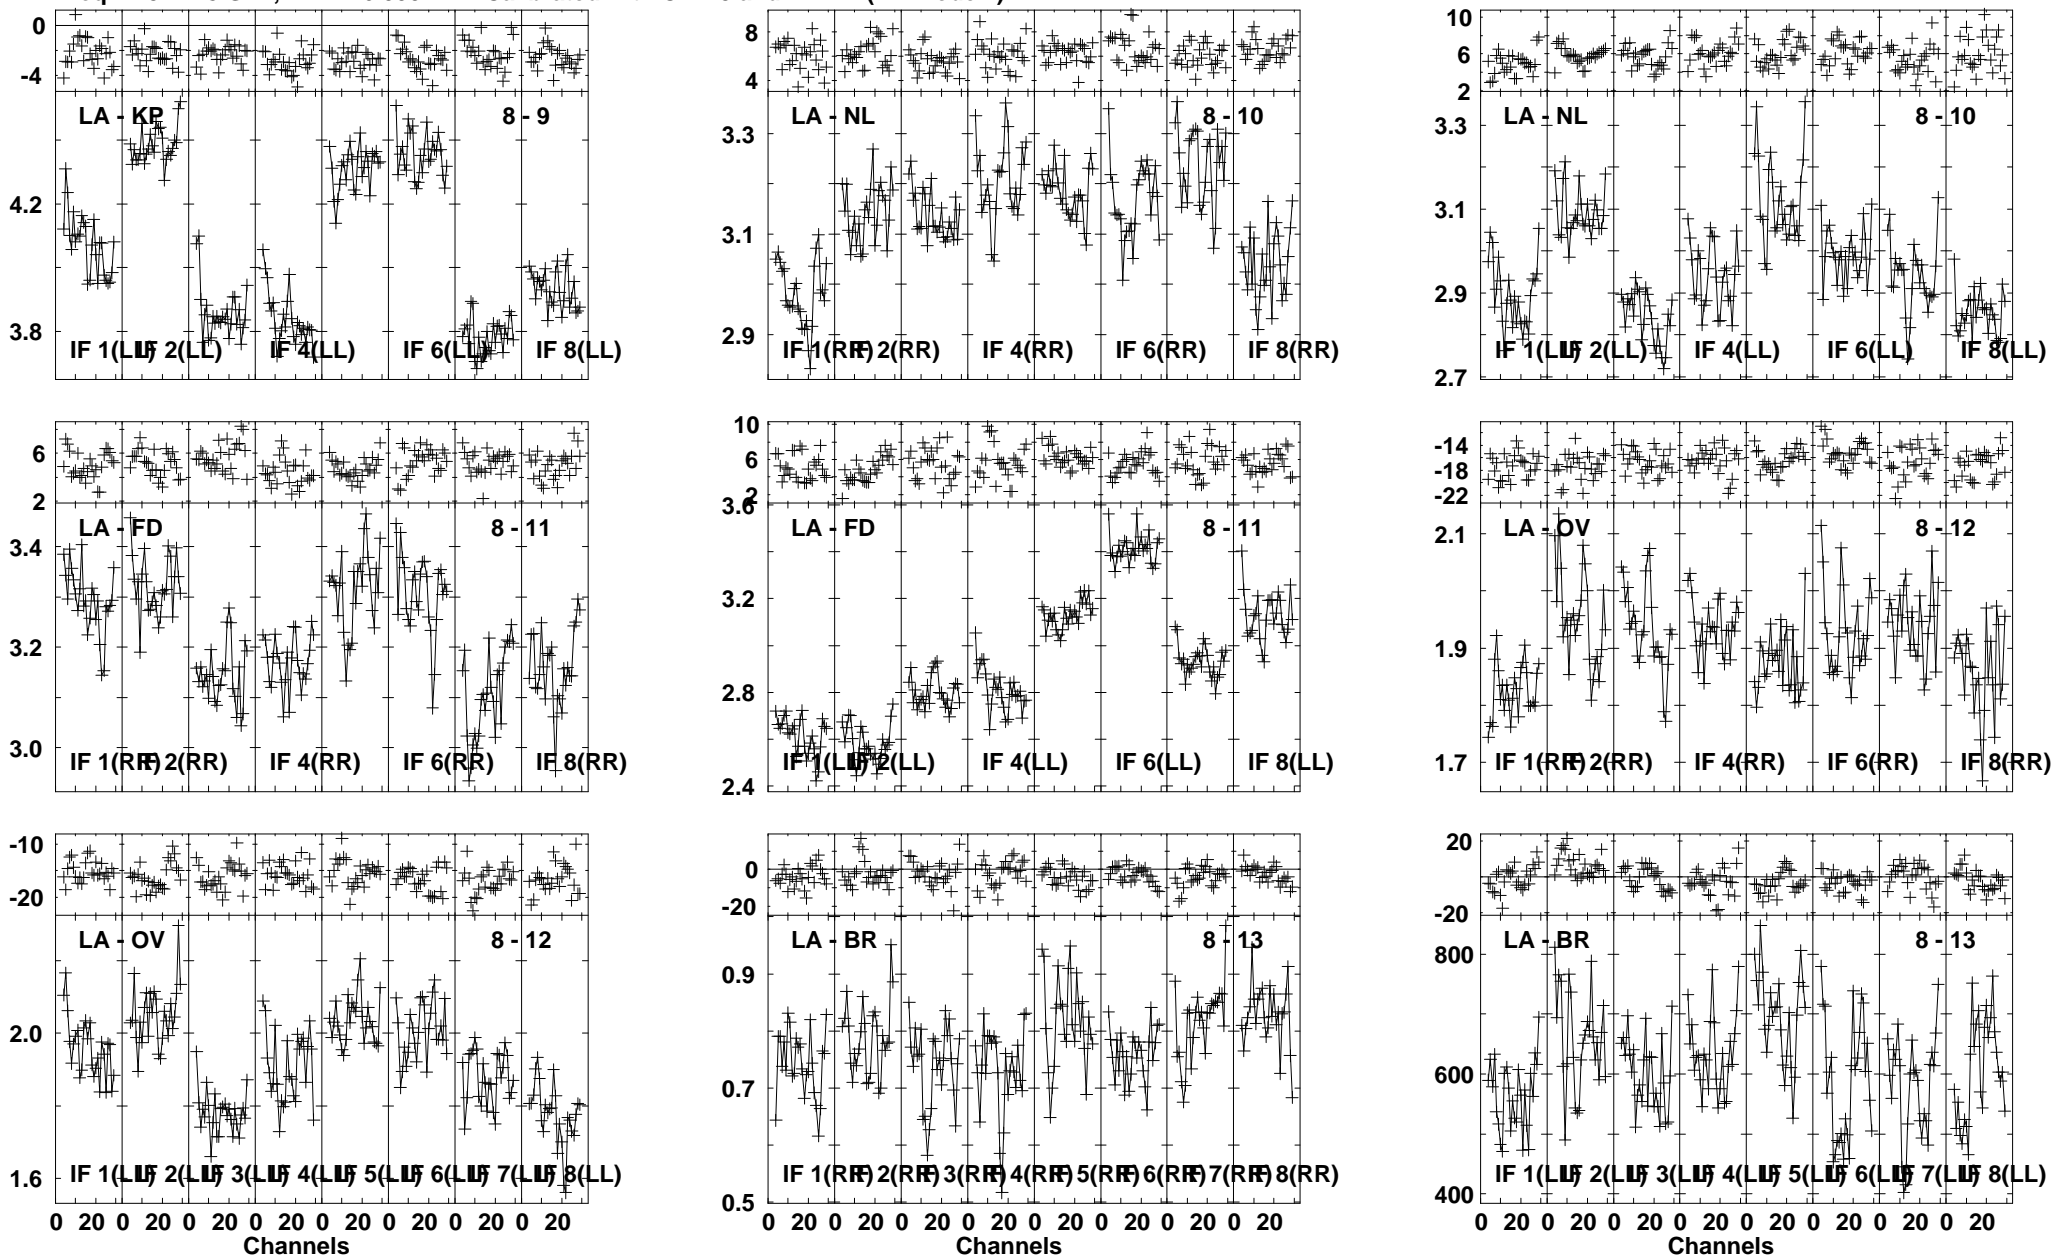 0
-4
LA - KP 8 - 9
4.2
3.8
IF 1(LL) IF 2(LL) IF 4(LL) IF 6(LL) IF 8(LL)
8
4
LA - NL 8 - 10
3.3
3.1
2.9
IF 1(RR) IF 2(RR) IF 4(RR) IF 6(RR) IF 8(RR)
10
6
2
LA - NL 8 - 10
3.3
3.1
2.9
2.7
IF 1(LL) IF 2(LL) IF 4(LL) IF 6(LL) IF 8(LL)
6
2
LA - FD 8 - 11
3.4
3.2
3.0
IF 1(RR) IF 2(RR) IF 4(RR) IF 6(RR) IF 8(RR)
10
6
2
3.6
LA - FD 8 - 11
3.2
2.8
2.4
IF 1(LL) IF 2(LL) IF 4(LL) IF 6(LL) IF 8(LL)
-14
-18
-22
LA - OV 8 - 12
2.1
1.9
1.7
IF 1(RR) IF 2(RR) IF 4(RR) IF 6(RR) IF 8(RR)
-10
-20
LA - OV 8 - 12
2.0
1.6
IF 1(LL) IF 2(LL) IF 3(LL) IF 4(LL) IF 5(LL) IF 6(LL) IF 7(LL) IF 8(LL)
0 20 0 20 0 20 0 20 0 20 0 20 0 20 0 20
Channels
0
-20
LA - BR 8 - 13
0.9
0.7
0.5
IF 1(RR) IF 2(RR) IF 3(RR) IF 4(RR) IF 5(RR) IF 6(RR) IF 7(RR) IF 8(RR)
0 20 0 20 0 20 0 20 0 20 0 20 0 20 0 20
Channels
20
-20
LA - BR 8 - 13
800
600
400
IF 1(LL) IF 2(LL) IF 3(LL) IF 4(LL) IF 5(LL) IF 6(LL) IF 7(LL) IF 8(LL)
0 20 0 20 0 20 0 20 0 20 0 20 0 20 0 20
Channels